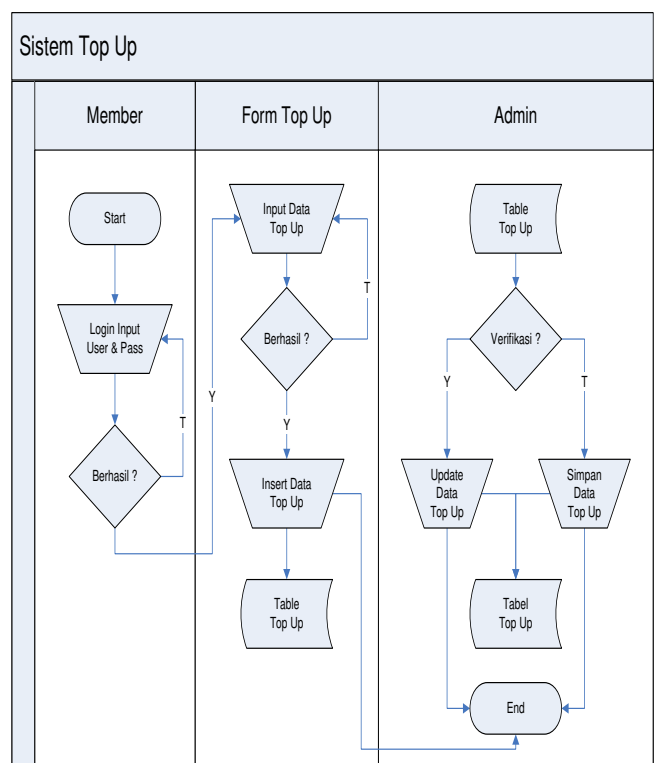 Sistem Top Up
Member
Form Top Up
Admin
Start
Login Input
User & Pass
T
Berhasil ?
Y
Input Data
Top Up
T
Berhasil ?
Y
Insert Data
Top Up
Table
Top Up
Table
Top Up
Verifikasi ?
Y
T
Update
Data
Top Up
Simpan
Data
Top Up
Tabel
Top Up
End